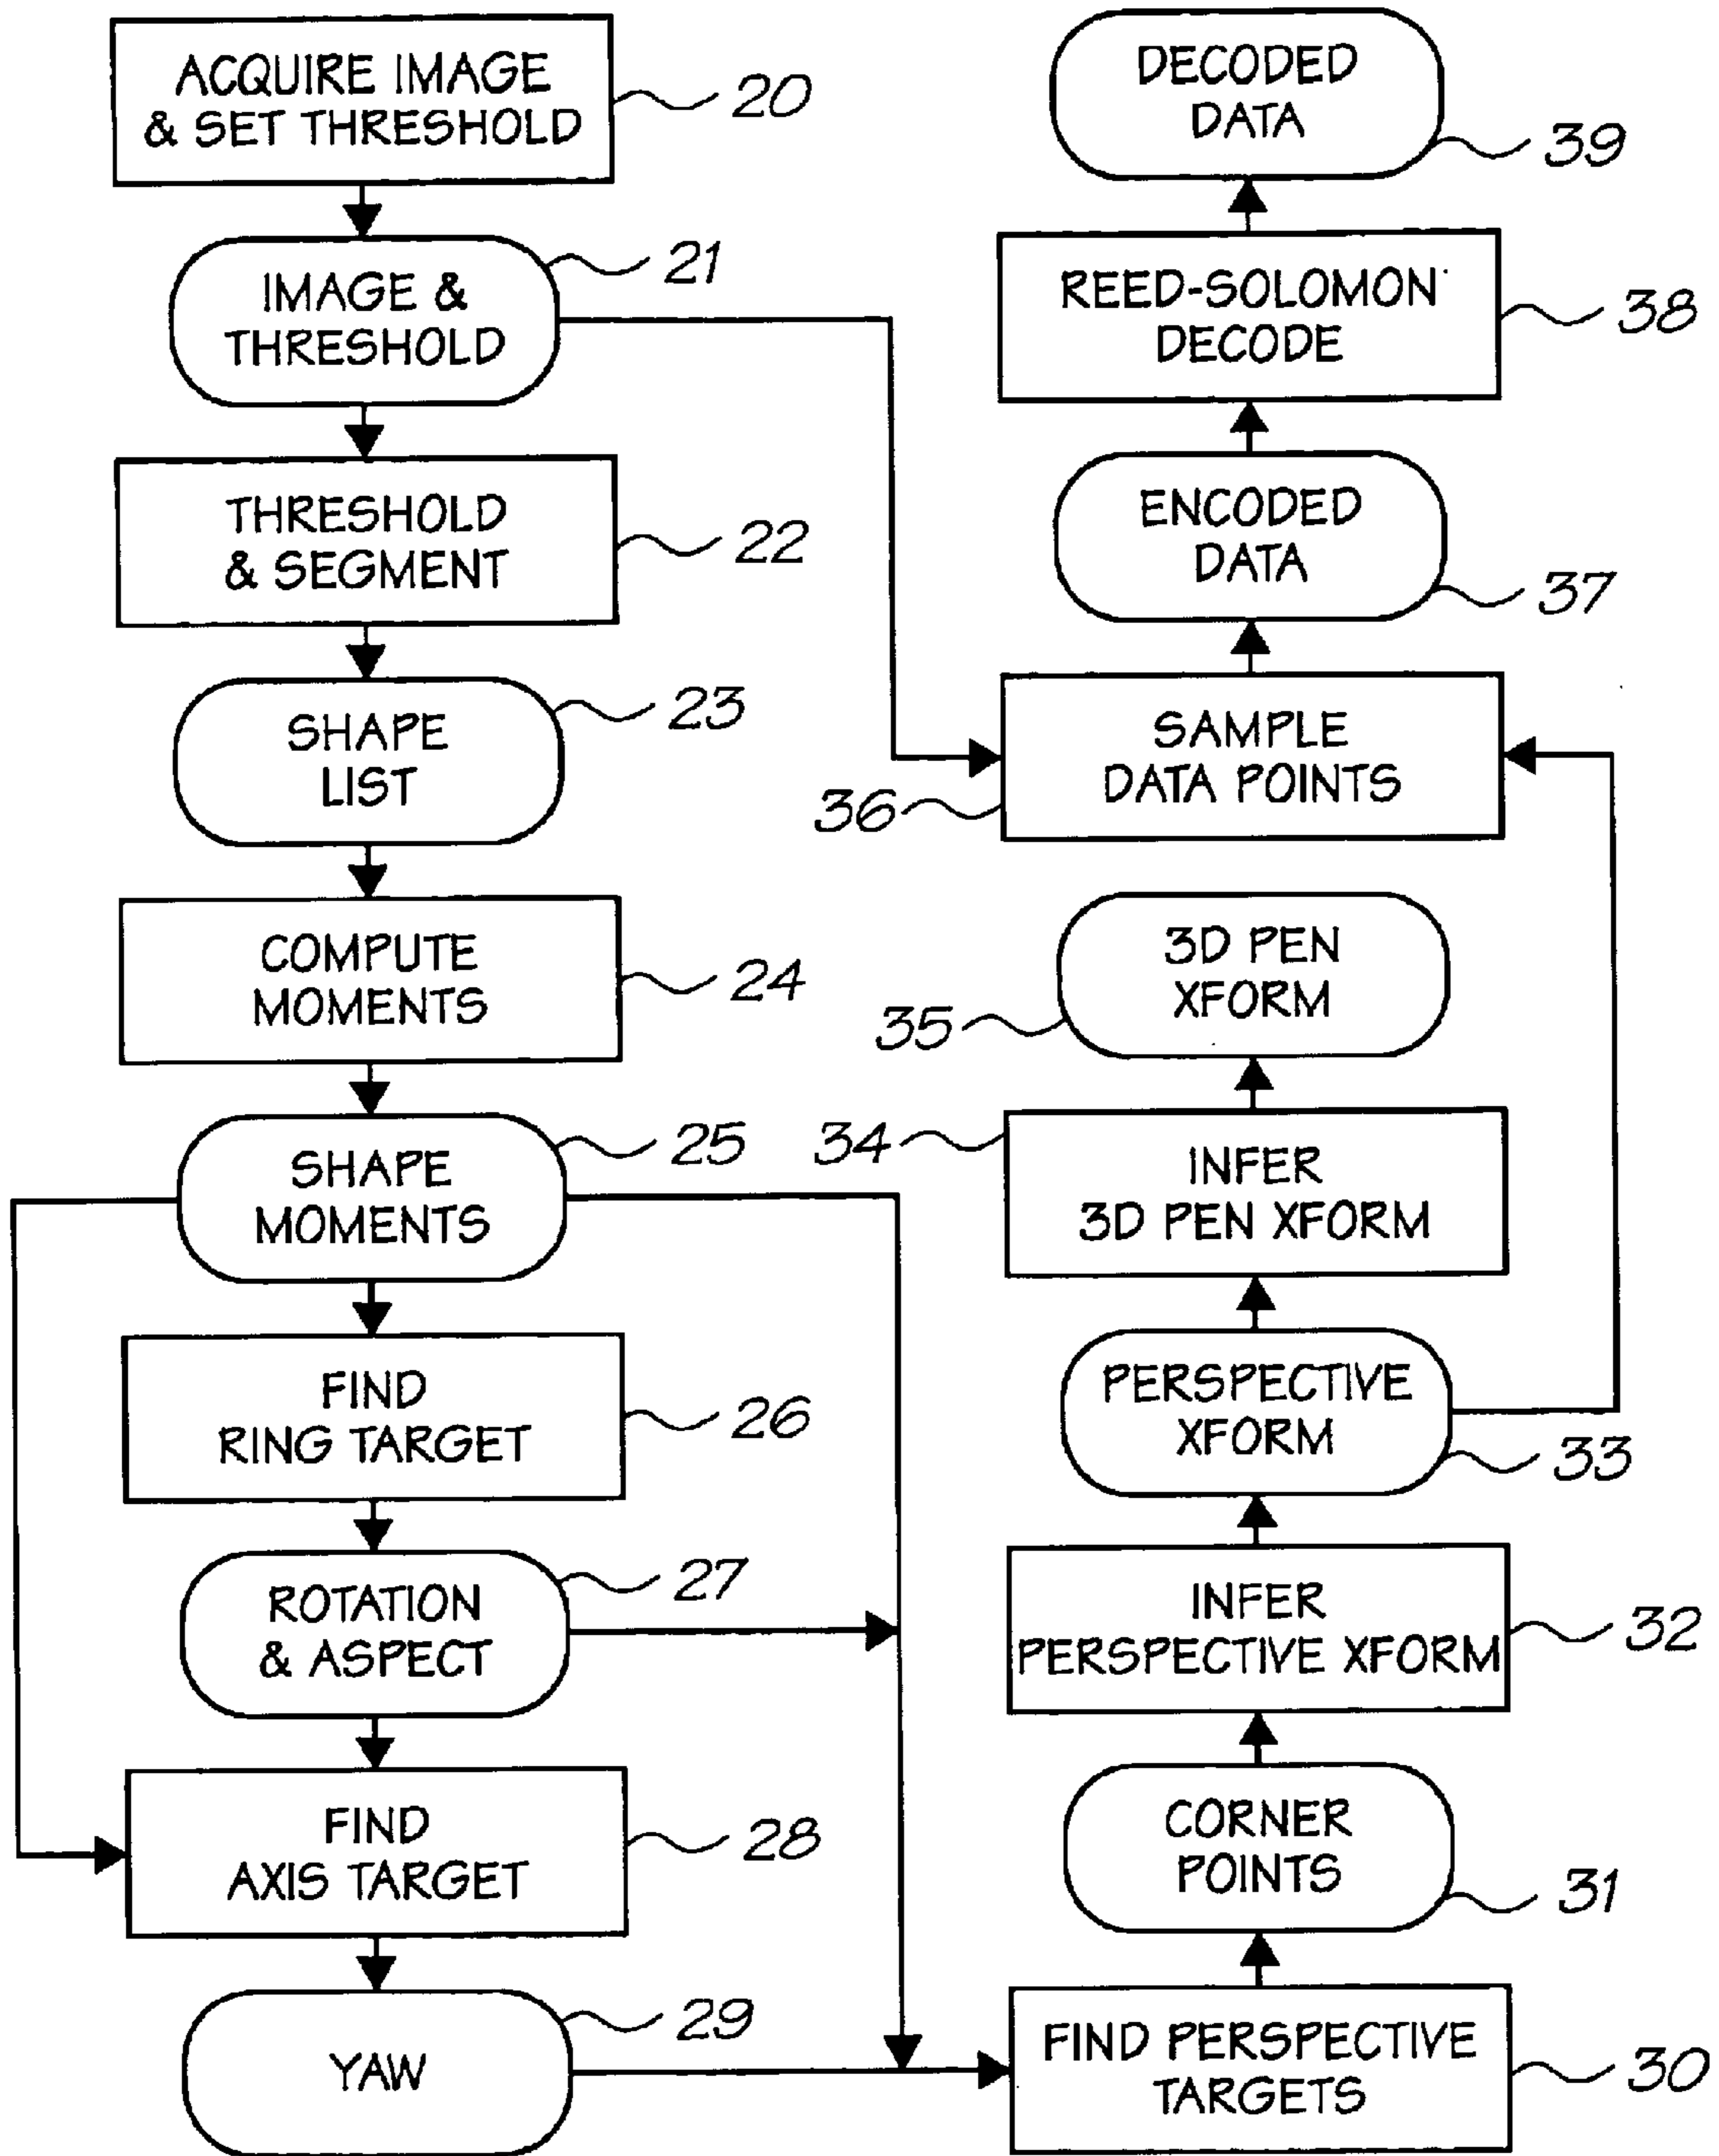 ACQUIRE IMAGE
& SET THRESHOLD
20
IMAGE &
THRESHOLD
21
THRESHOLD
& SEGMENT
22
SHAPE
LIST
23
COMPUTE
MOMENTS
24
SHAPE
MOMENTS
25
FIND
RING TARGET
26
ROTATION
& ASPECT
27
FIND
AXIS TARGET
28
YAW
29
FIND PERSPECTIVE
TARGETS
30
CORNER
POINTS
31
INFER
PERSPECTIVE XFORM
32
PERSPECTIVE
XFORM
33
INFER
3D PEN XFORM
34
3D PEN
XFORM
35
SAMPLE
DATA POINTS
36
ENCODED
DATA
37
REED-SOLOMON
DECODE
38
DECODED
DATA
39